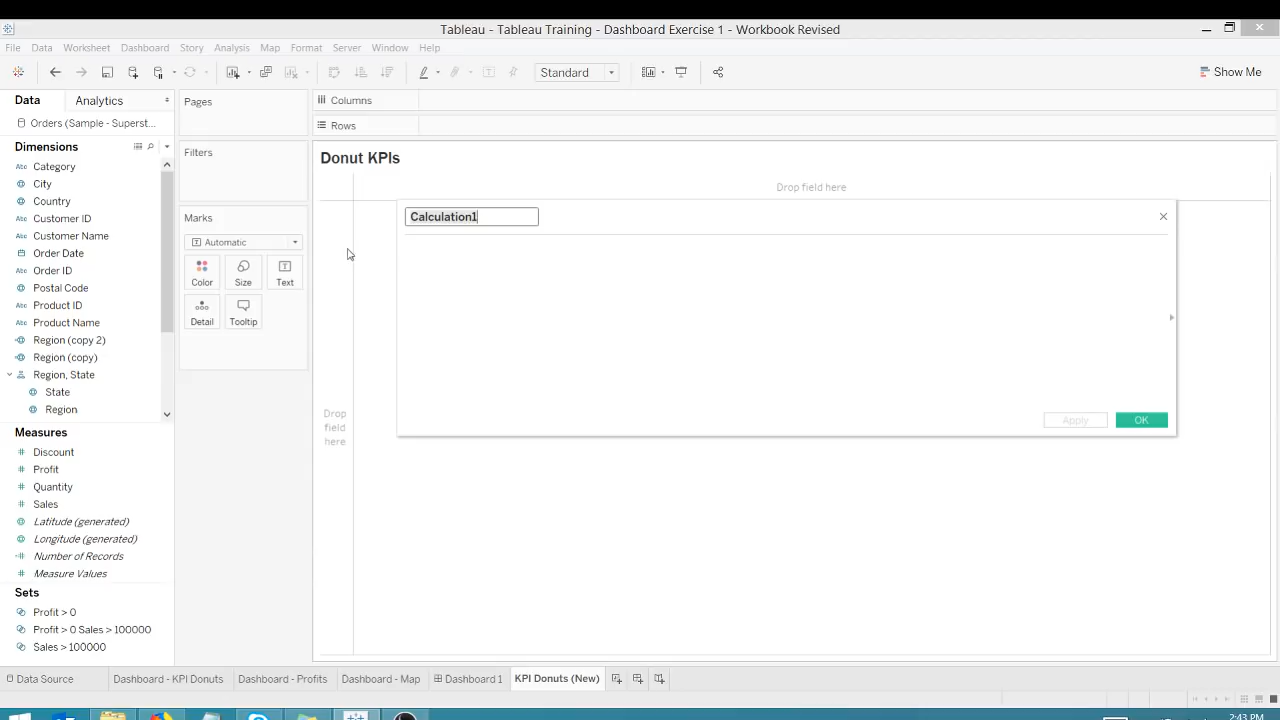 Tableau - Tableau Training - Dashboard Exercise 1 - Workbook Revised
File Data Worksheet Dashboard Story Analysis Map Format Server Window Help
Standard
Show Me
Data Analytics
Orders (Sample - Superst...
Dimensions
Abc Category
City
Country
Abc Customer ID
Abc Customer Name
Order Date
Abc Order ID
Postal Code
Abc Product ID
Abc Product Name
Region (copy 2)
Region (copy)
Region, State
State
Region
Measures
Discount
Profit
Quantity
Sales
Latitude (generated)
Longitude (generated)
Number of Records
Measure Values
Sets
Profit > 0
Profit > 0 Sales > 100000
Sales > 100000
Pages
Filters
Marks
Automatic
Color Size Text
Detail Tooltip
Columns
Rows
Donut KPIs
Drop field here
Calculation1
Apply OK
Drop
field
here
Data Source Dashboard - KPI Donuts Dashboard - Profits Dashboard - Map Dashboard 1 KPI Donuts (New)
2:43 PM